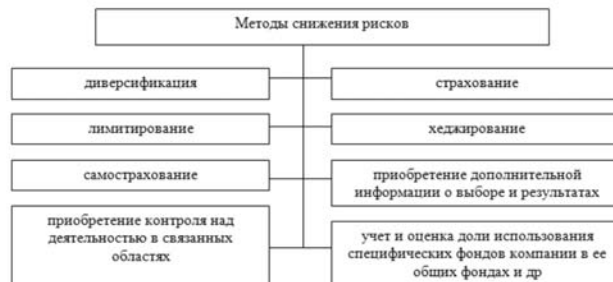 Методы снижения рисков
диверсификация
страхование
лимитирование
хеджирование
самострахование
приобретение дополнительной
информации о выборе и результатах
приобретение контроля над
деятельностью в связанных
областях
учет и оценка доли использования
специфических фондов компании в ее
общих фондах и др